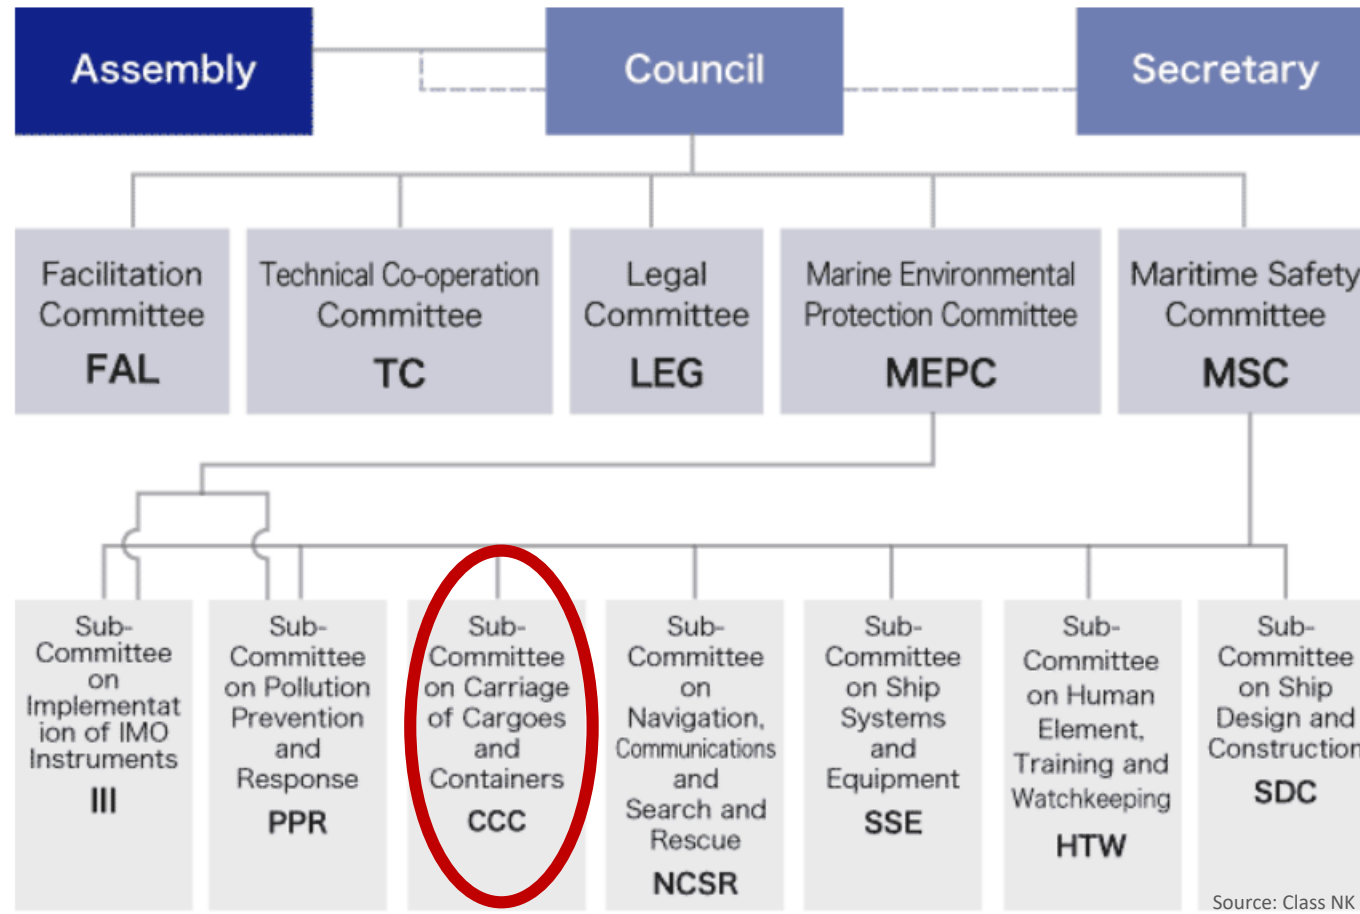 Assembly
Council
Secretary
Facilitation
Committee
FAL
Technical Co-operation
Committee
TC
Legal
Committee
LEG
Marine Environmental
Protection Committee
MEPC
Maritime Safety
Committee
MSC
Sub-
Committee
on
Implementat
ion of IMO
Instruments
III
Sub-
Committee
on Pollution
Prevention
and
Response
PPR
Sub-
Committee
on Carriage
of Cargoes
and
Containers
CCC
Sub-
Committee
on
Navigation,
Communications
and
Search and
Rescue
NCSR
Sub-
Committee
on Ship
Systems
and
Equipment
SSE
Sub-
Committee
on Human
Element,
Training and
Watchkeeping
HTW
Sub-
Committee
on Ship
Design and
Construction
SDC
Source: Class NK